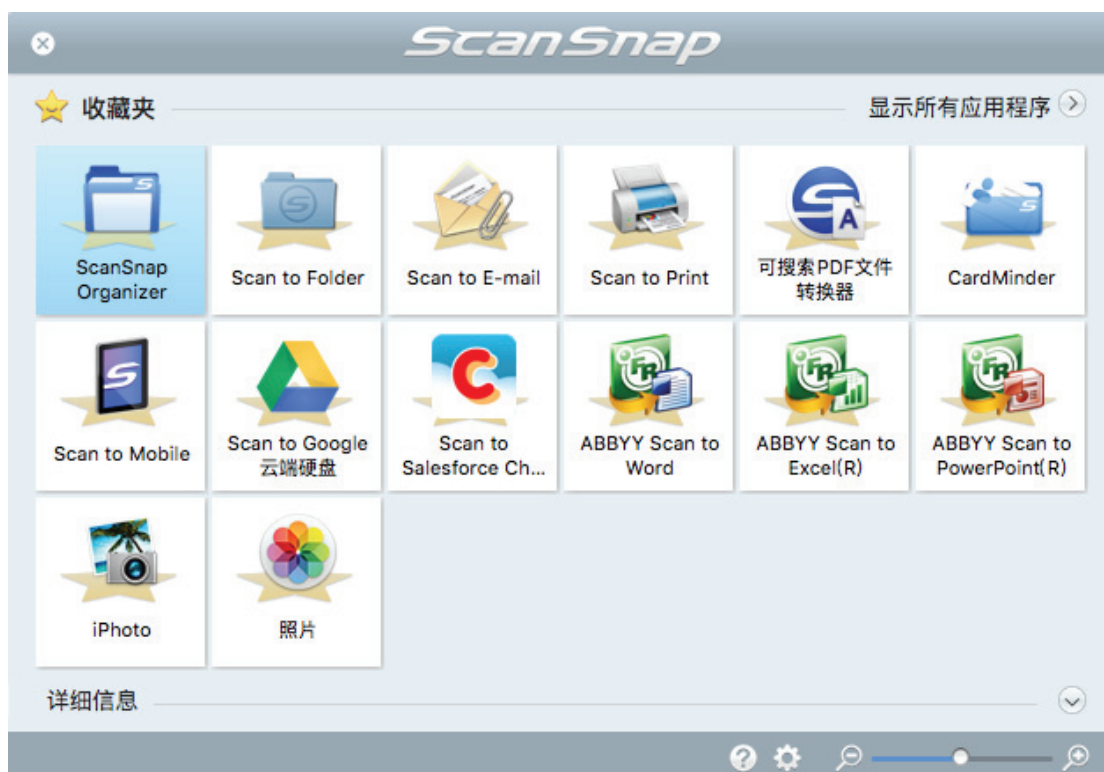 ScanSnap
收藏夹
显示所有应用程序
ScanSnap
Organizer
Scan to Folder
Scan to E-mail
Scan to Print
可搜索PDF文件
转换器
CardMinder
Scan to Mobile
Scan to Google
云端硬盘
Scan to
Salesforce Ch...
ABBYY Scan to
Word
ABBYY Scan to
Excel(R)
ABBYY Scan to
PowerPoint(R)
iPhoto
照片
详细信息